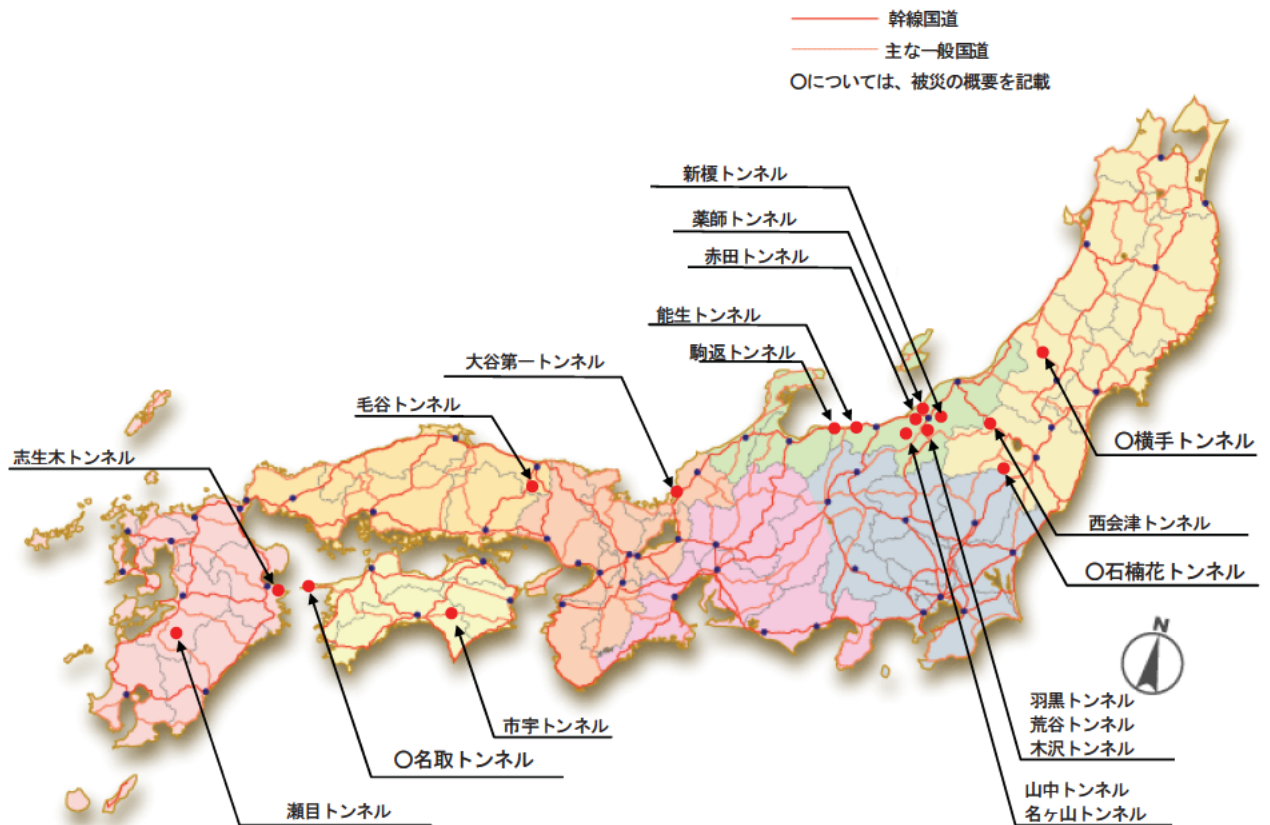 幹線国道
主な一般国道
〇については、被災の概要を記載
新榎トンネル
薬師トンネル
赤田トンネル
能生トンネル
駒返トンネル
大谷第一トンネル
毛谷トンネル
志生木トンネル
〇横手トンネル
西会津トンネル
〇石楠花トンネル
N
羽黒トンネル
荒谷トンネル
木沢トンネル
市宇トンネル
〇名取トンネル
山中トンネル
名ヶ山トンネル
瀬目トンネル